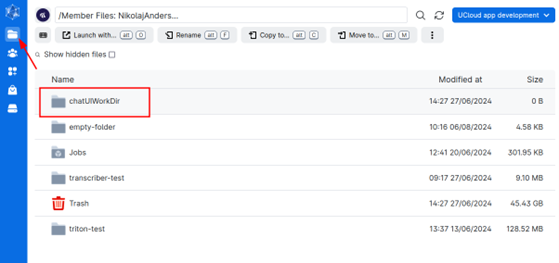 /Member Files: NikolajAnders... UCloud app development
Launch with... alt O Rename alt F Copy to... alt C Move to... alt M
Show hidden files
Name Modified at Size
chatUIWorkDir 14:27 27/06/2024 0 B
empty-folder 10:16 06/08/2024 4.58 KB
Jobs 12:41 20/06/2024 301.95 KB
transcriber-test 09:17 27/06/2024 9.10 MB
Trash 14:27 27/06/2024 45.43 GB
triton-test 13:37 13/06/2024 128.52 MB